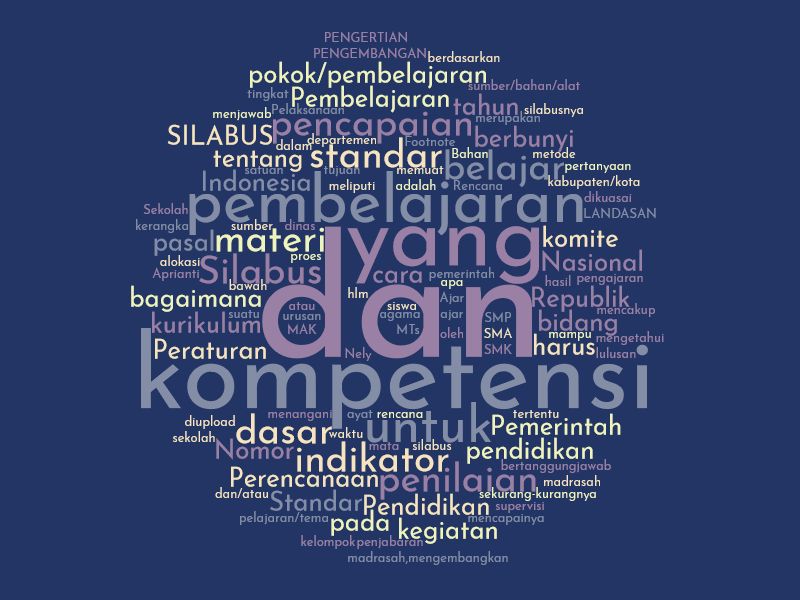 PENGERTIAN
PENGEMBANGAN berdasarkan
pokok/pembelajaran sumber/bahan/alat
tingkat Pembelajaran tahun silabusnya
menjawab Pelaksanaan pencapaian merupakan
SILABUS dalam departemen Footnote berbunyi
tentang standar Bahan belajar metode pertanyaan
satuan tujuan memuat
Indonesia meliputi adalah Rencana kabupaten/kota
pembelajaran dikuasai
Sekolah LANDASAN
kerangka sumber dinas
pasal materi yang komite
alokasi proes
Aprianti Silabus cara pemerintah Nasional
bawah apa hasil pengajaran
bagaimana hlm dan Ajar Republik
atau siswa
suatu urusan agama ajar SMP mencakup
kurikulum MAK MTs oleh SMA bidang mampu mengetahui
Peraturan Nely SMK harus lulusan
kompetensi
menangani ayat rencana tertentu
diupload dasar waktu untuk Pemerintah
sekolah
Nomor mata silabus pendidikan
indikator bertanggungjawab
Perencanaan penilaian madrasah
dan/atau sekurang-kurangnya
Standar Pendidikan supervisi
pelajaran/tema pada kegiatan mencapainya
kelompok penjabaran
madrasah,mengembangkan